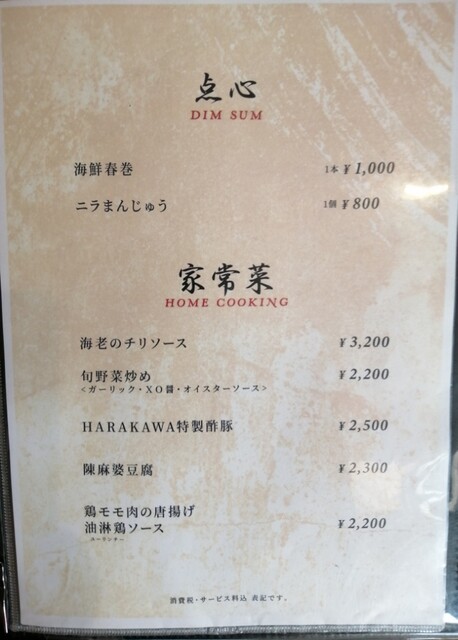 点心
DIM SUM
海鮮春巻 1本 ¥1,000
ニラまんじゅう 1個 ¥800
家常菜
HOME COOKING
海老のチリソース ¥3,200
旬野菜炒め ¥2,200
<ガーリック・XO醤・オイスターソース>
HARAKAWA特製酢豚 ¥2,500
陳麻婆豆腐 ¥2,300
鶏モモ肉の唐揚げ
油淋鶏ソース ¥2,200
ユーリンチー
消費税・サービス料込 表記です。